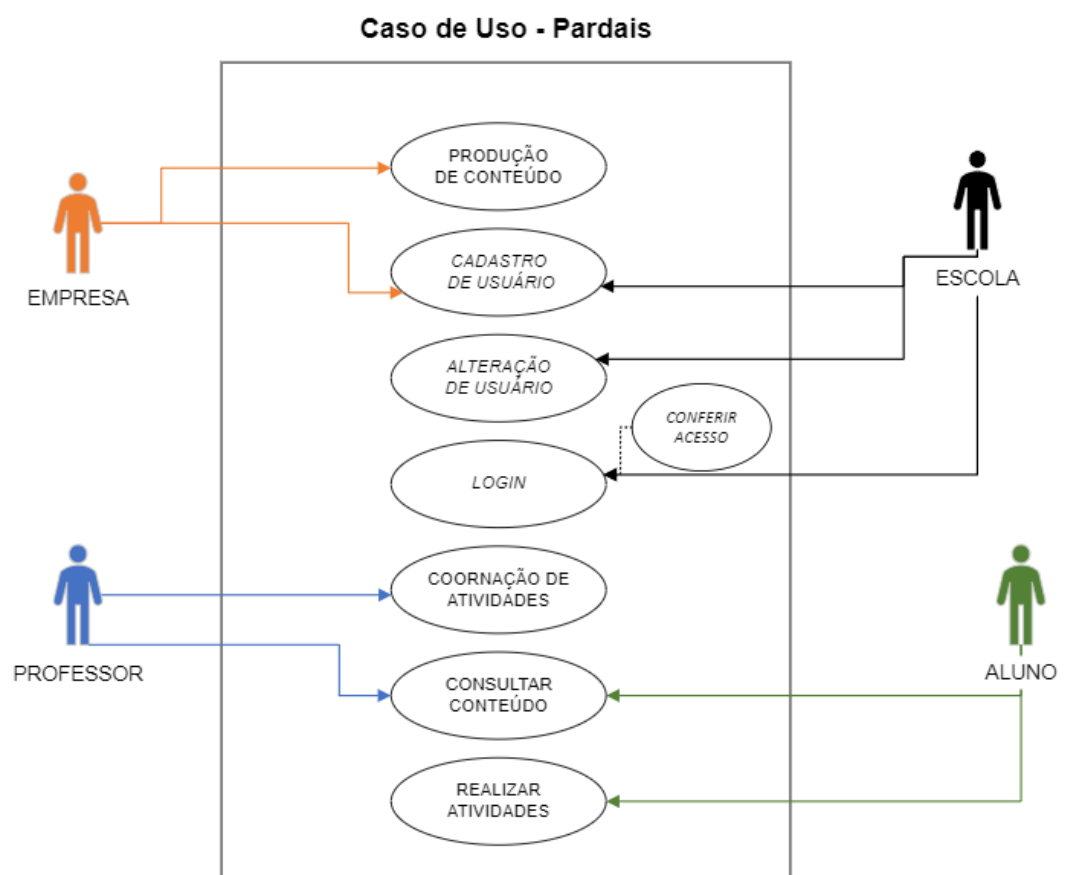 Caso de Uso - Pardais
PRODUÇÃO
DE CONTEÚDO
EMPRESA
CADASTRO
DE USUÁRIO
ESCOLA
ALTERAÇÃO
DE USUÁRIO
CONFERIR
ACESSO
LOGIN
COORNAÇÃO DE
ATIVIDADES
PROFESSOR
ALUNO
CONSULTAR
CONTEÚDO
REALIZAR
ATIVIDADES